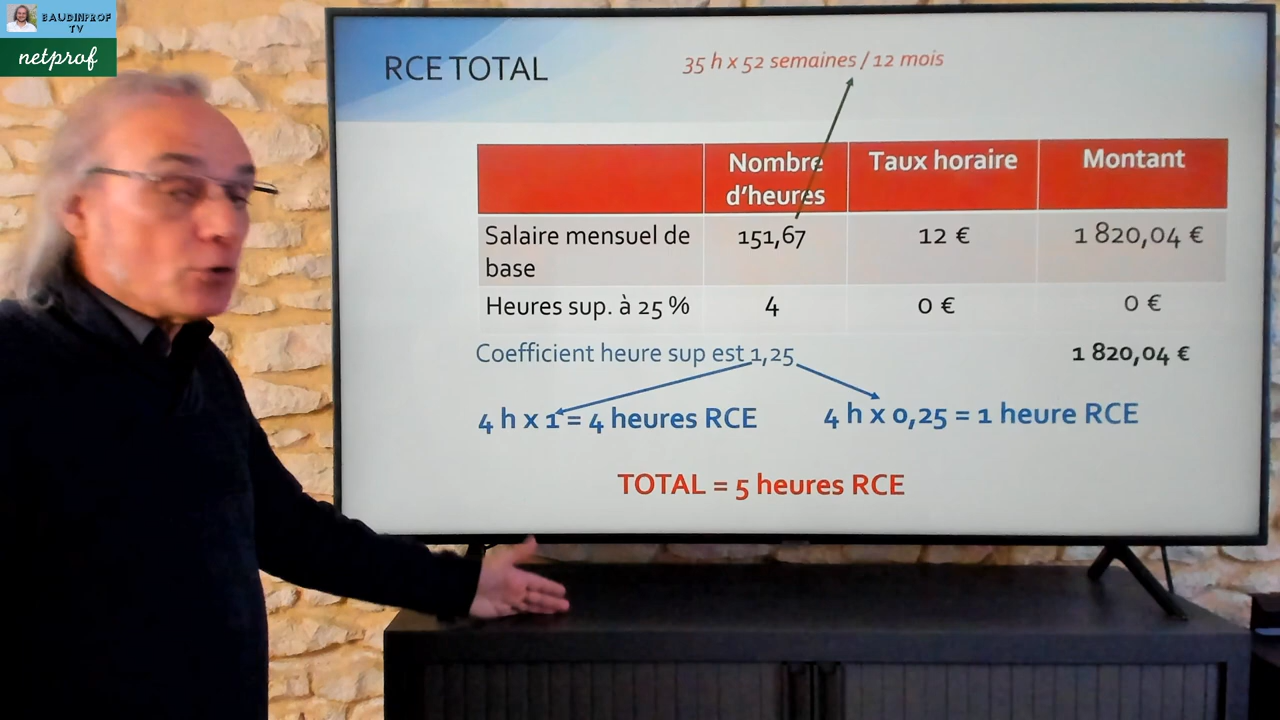 BAUDINPROF
TV
netprof
RCE TOTAL
35 h x 52 semaines / 12 mois
Nombre d'heures
Taux horaire
Montant
Salaire mensuel de base
151,67
12 €
1 820,04 €
Heures sup. à 25 %
4
0 €
0 €
Coefficient heure sup est 1,25
1 820,04 €
4 h x 1 = 4 heures RCE
4 h x 0,25 = 1 heure RCE
TOTAL = 5 heures RCE